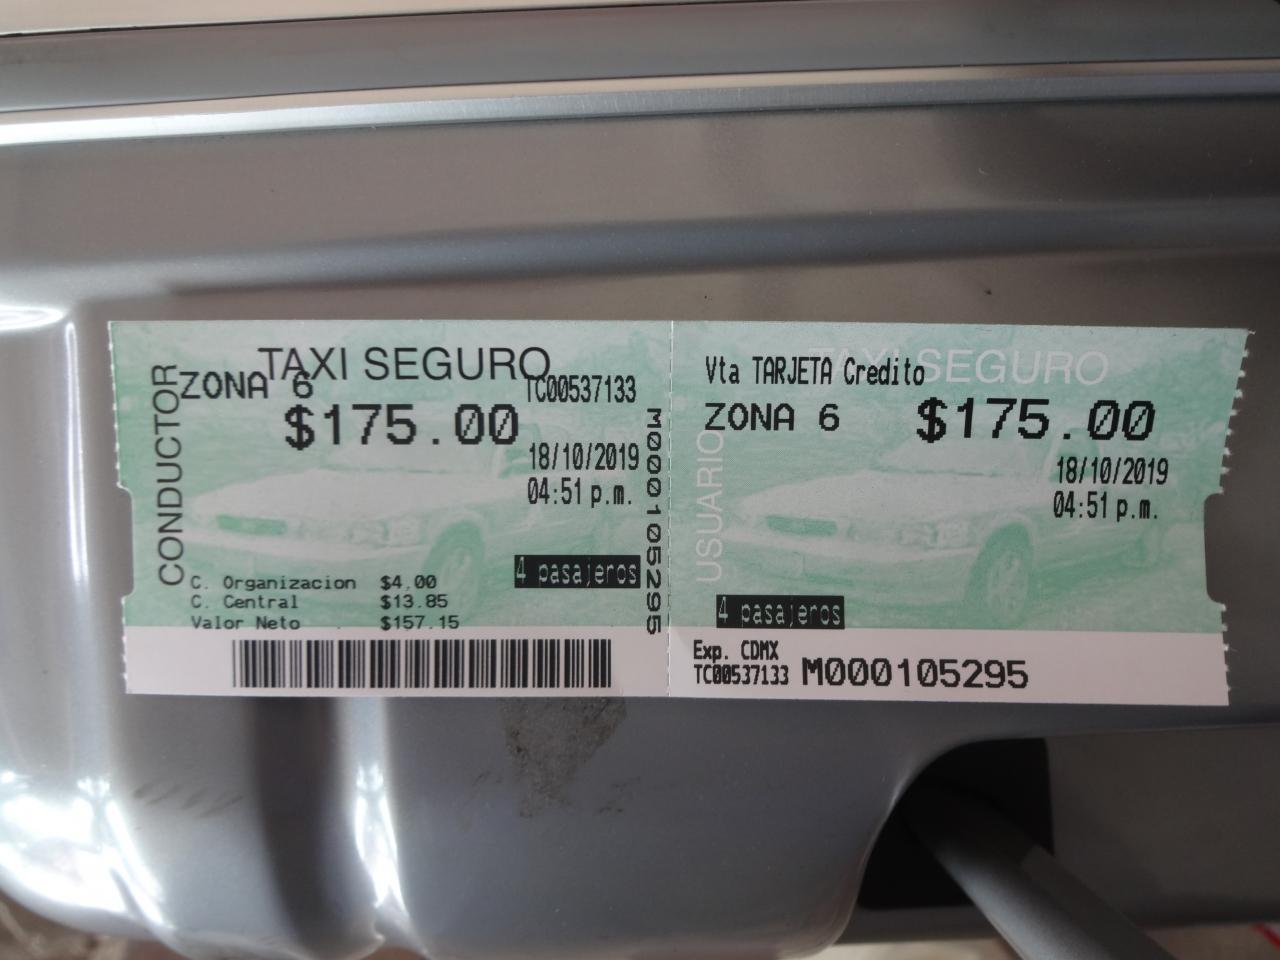 CONDUCTOR
TAXI SEGURO
ZONA 6
TC00537133
$175.00
18/10/2019
04:51 p.m.
4 pasajeros
C. Organizacion $4.00
C. Central $13.85
Valor Neto $157.15
M000105295
TAXI SEGURO
Vta TARJETA Credito
ZONA 6 $175.00
18/10/2019
04:51 p.m.
USUARIO
4 pasajeros
Exp. CDMX
TC00537133 M000105295